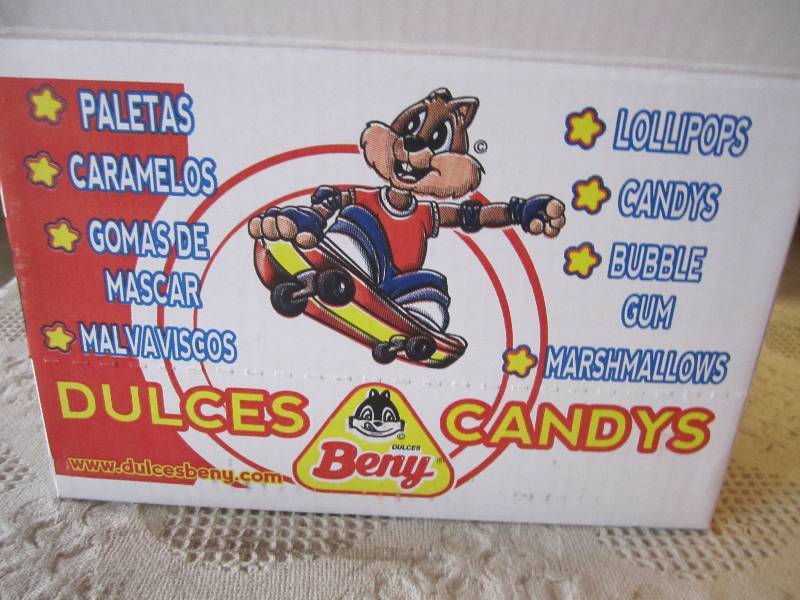 PALETAS
CARAMELOS
GOMAS DE
MASCAR
MALVAVISCOS
©
LOLLIPOPS
CANDYS
BUBBLE
GUM
MARSHMALLOWS
DULCES
CANDYS
©
DULCES
Beny®
www.dulcesbeny.com